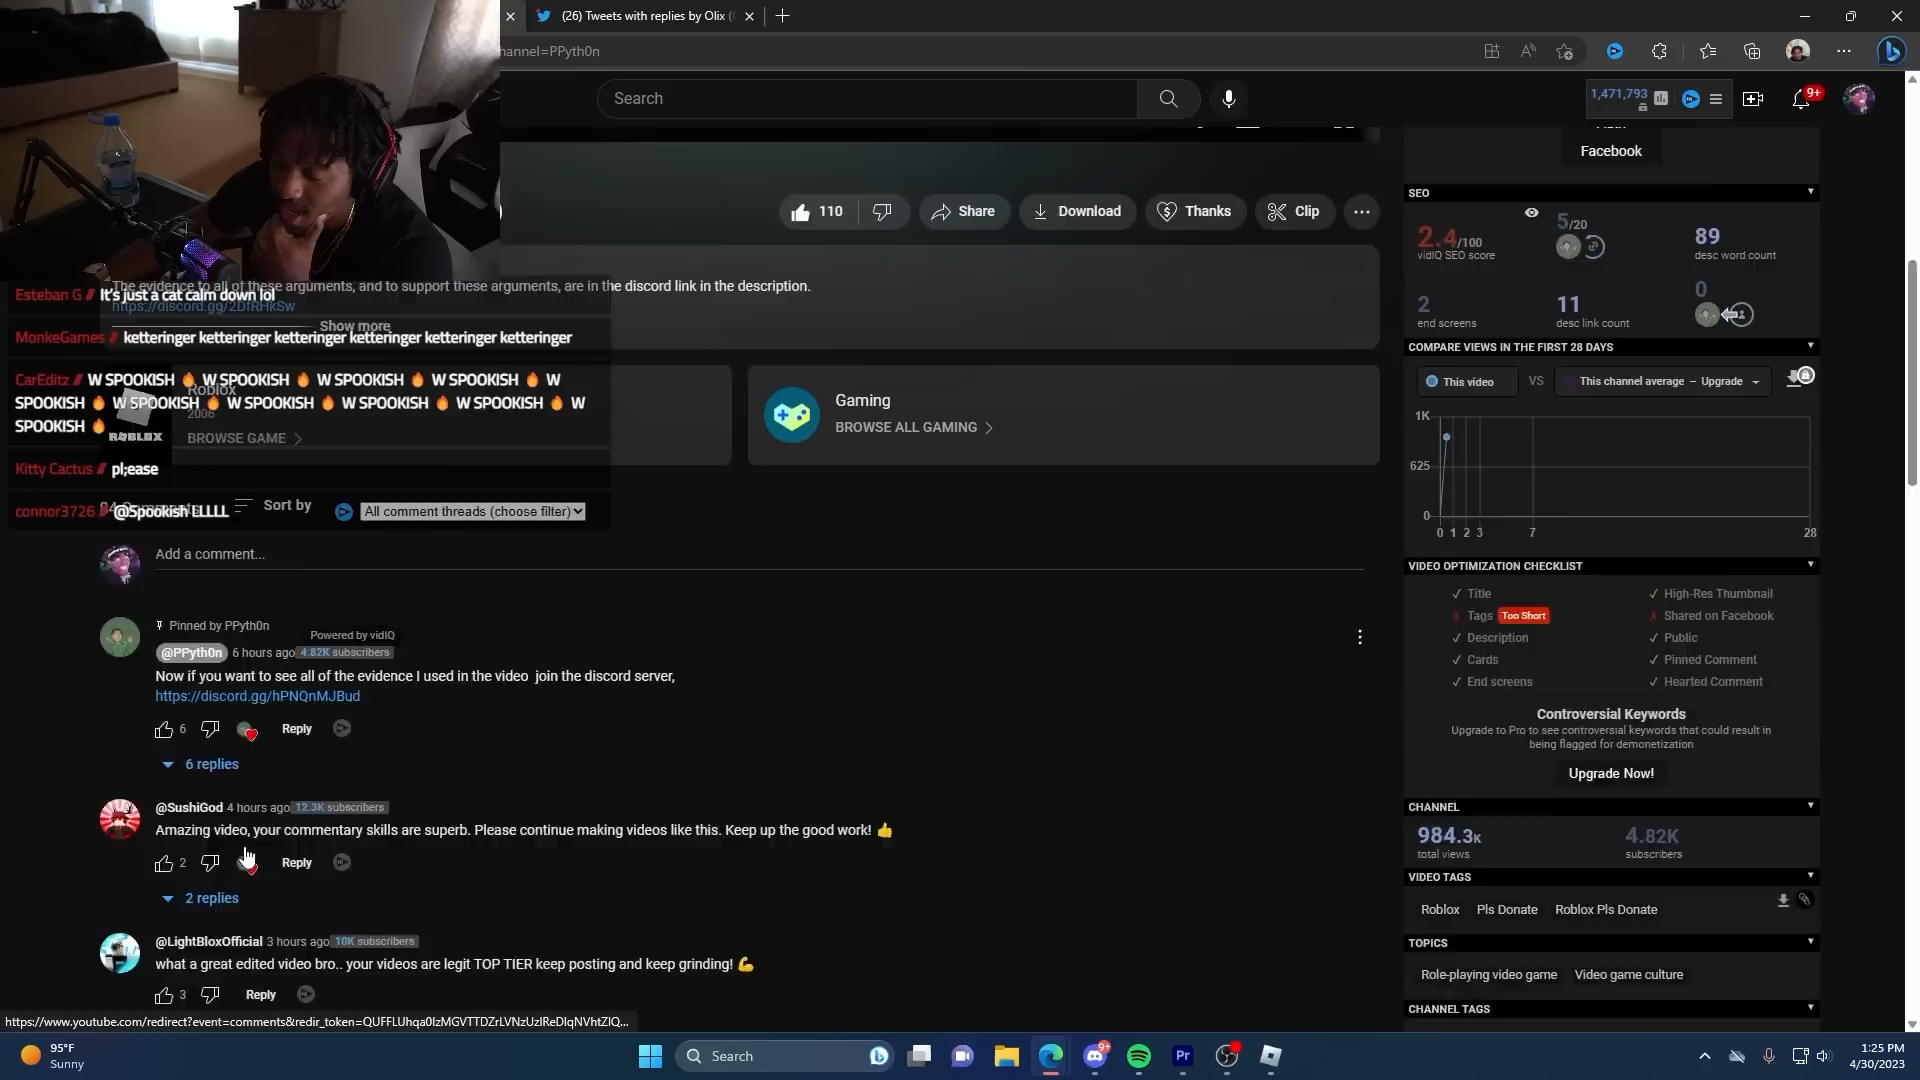 (26) Tweets with replies by Olix (
hannel=PPyth0n
Search
1,471,793
9+
Facebook
110
Share
Download
Thanks
Clip
The evidence to all of these arguments, and to support these arguments, are in the discord link in the description.
https://discord.gg/2DfRHkSw
Show more
Esteban G // It's just a cat calm down lol
MonkeGames // ketteringer ketteringer ketteringer ketteringer ketteringer ketteringer
CarEditz // W SPOOKISH 🔥 W SPOOKISH 🔥 W SPOOKISH 🔥 W SPOOKISH 🔥 W
SPOOKISH 🔥 W SPOOKISH 🔥 W SPOOKISH 🔥 W SPOOKISH 🔥 W SPOOKISH 🔥 W
SPOOKISH 🔥
Kitty Cactus // pl;ease
connor3726 // @Spookish LLLLL
Roblox
2006
ROBLOX
BROWSE GAME
Gaming
BROWSE ALL GAMING
Sort by
All comment threads (choose filter)
Add a comment...
Pinned by PPyth0n
Powered by vidIQ
@PPyth0n 6 hours ago 4.82K subscribers
Now if you want to see all of the evidence I used in the video join the discord server,
https://discord.gg/hPNQnMJBud
6
Reply
6 replies
@SushiGod 4 hours ago 12.3K subscribers
Amazing video, your commentary skills are superb. Please continue making videos like this. Keep up the good work! 👍
2
Reply
2 replies
@LightBloxOfficial 3 hours ago 10K subscribers
what a great edited video bro.. your videos are legit TOP TIER keep posting and keep grinding! 💪
3
Reply
https://www.youtube.com/redirect?event=comments&redir_token=QUFFLUhqa0IzMGVTTDZrLVNzUzlReDlqNVhtZlQ...
SEO
2.4/100
vidIQ SEO score
5/20
89
desc word count
2
end screens
11
desc link count
0
COMPARE VIEWS IN THE FIRST 28 DAYS
This video
VS
This channel average – Upgrade
1K
625
0
0 1 2 3 7 28
VIDEO OPTIMIZATION CHECKLIST
✓ Title
✓ High-Res Thumbnail
x Tags Too Short
x Shared on Facebook
✓ Description
✓ Public
✓ Cards
✓ Pinned Comment
✓ End screens
✓ Hearted Comment
Controversial Keywords
Upgrade to Pro to see controversial keywords that could result in
being flagged for demonetization
Upgrade Now!
CHANNEL
984.3K
total views
4.82K
subscribers
VIDEO TAGS
Roblox Pls Donate Roblox Pls Donate
TOPICS
Role-playing video game Video game culture
CHANNEL TAGS
95°F
Sunny
Search
9+
Pr
1:25 PM
4/30/2023